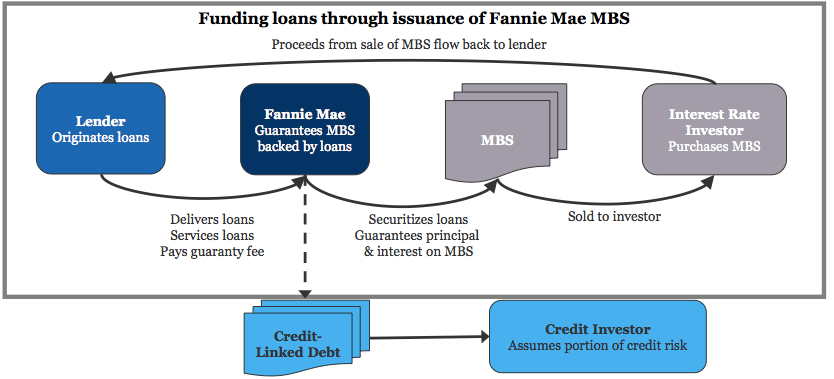 Funding loans through issuance of Fannie Mae MBS
Proceeds from sale of MBS flow back to lender
Lender
Originates loans
Fannie Mae
Guarantees MBS
backed by loans
MBS
Interest Rate
Investor
Purchases MBS
Delivers loans
Services loans
Pays guaranty fee
Securitizes loans
Guarantees principal
& interest on MBS
Sold to investor
Credit-
Linked Debt
Credit Investor
Assumes portion of credit risk